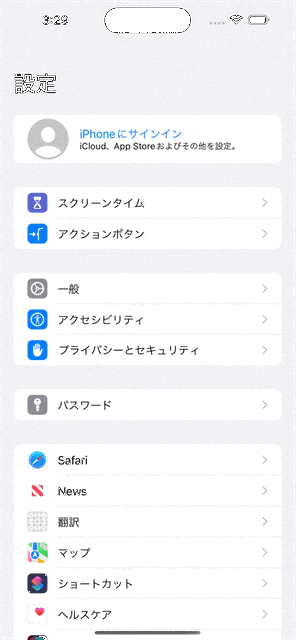 3:29
設定
iPhoneにサインイン
iCloud、App Storeおよびその他を設定。
スクリーンタイム
アクションボタン
一般
アクセシビリティ
プライバシーとセキュリティ
パスワード
Safari
News
翻訳
マップ
ショートカット
ヘルスケア